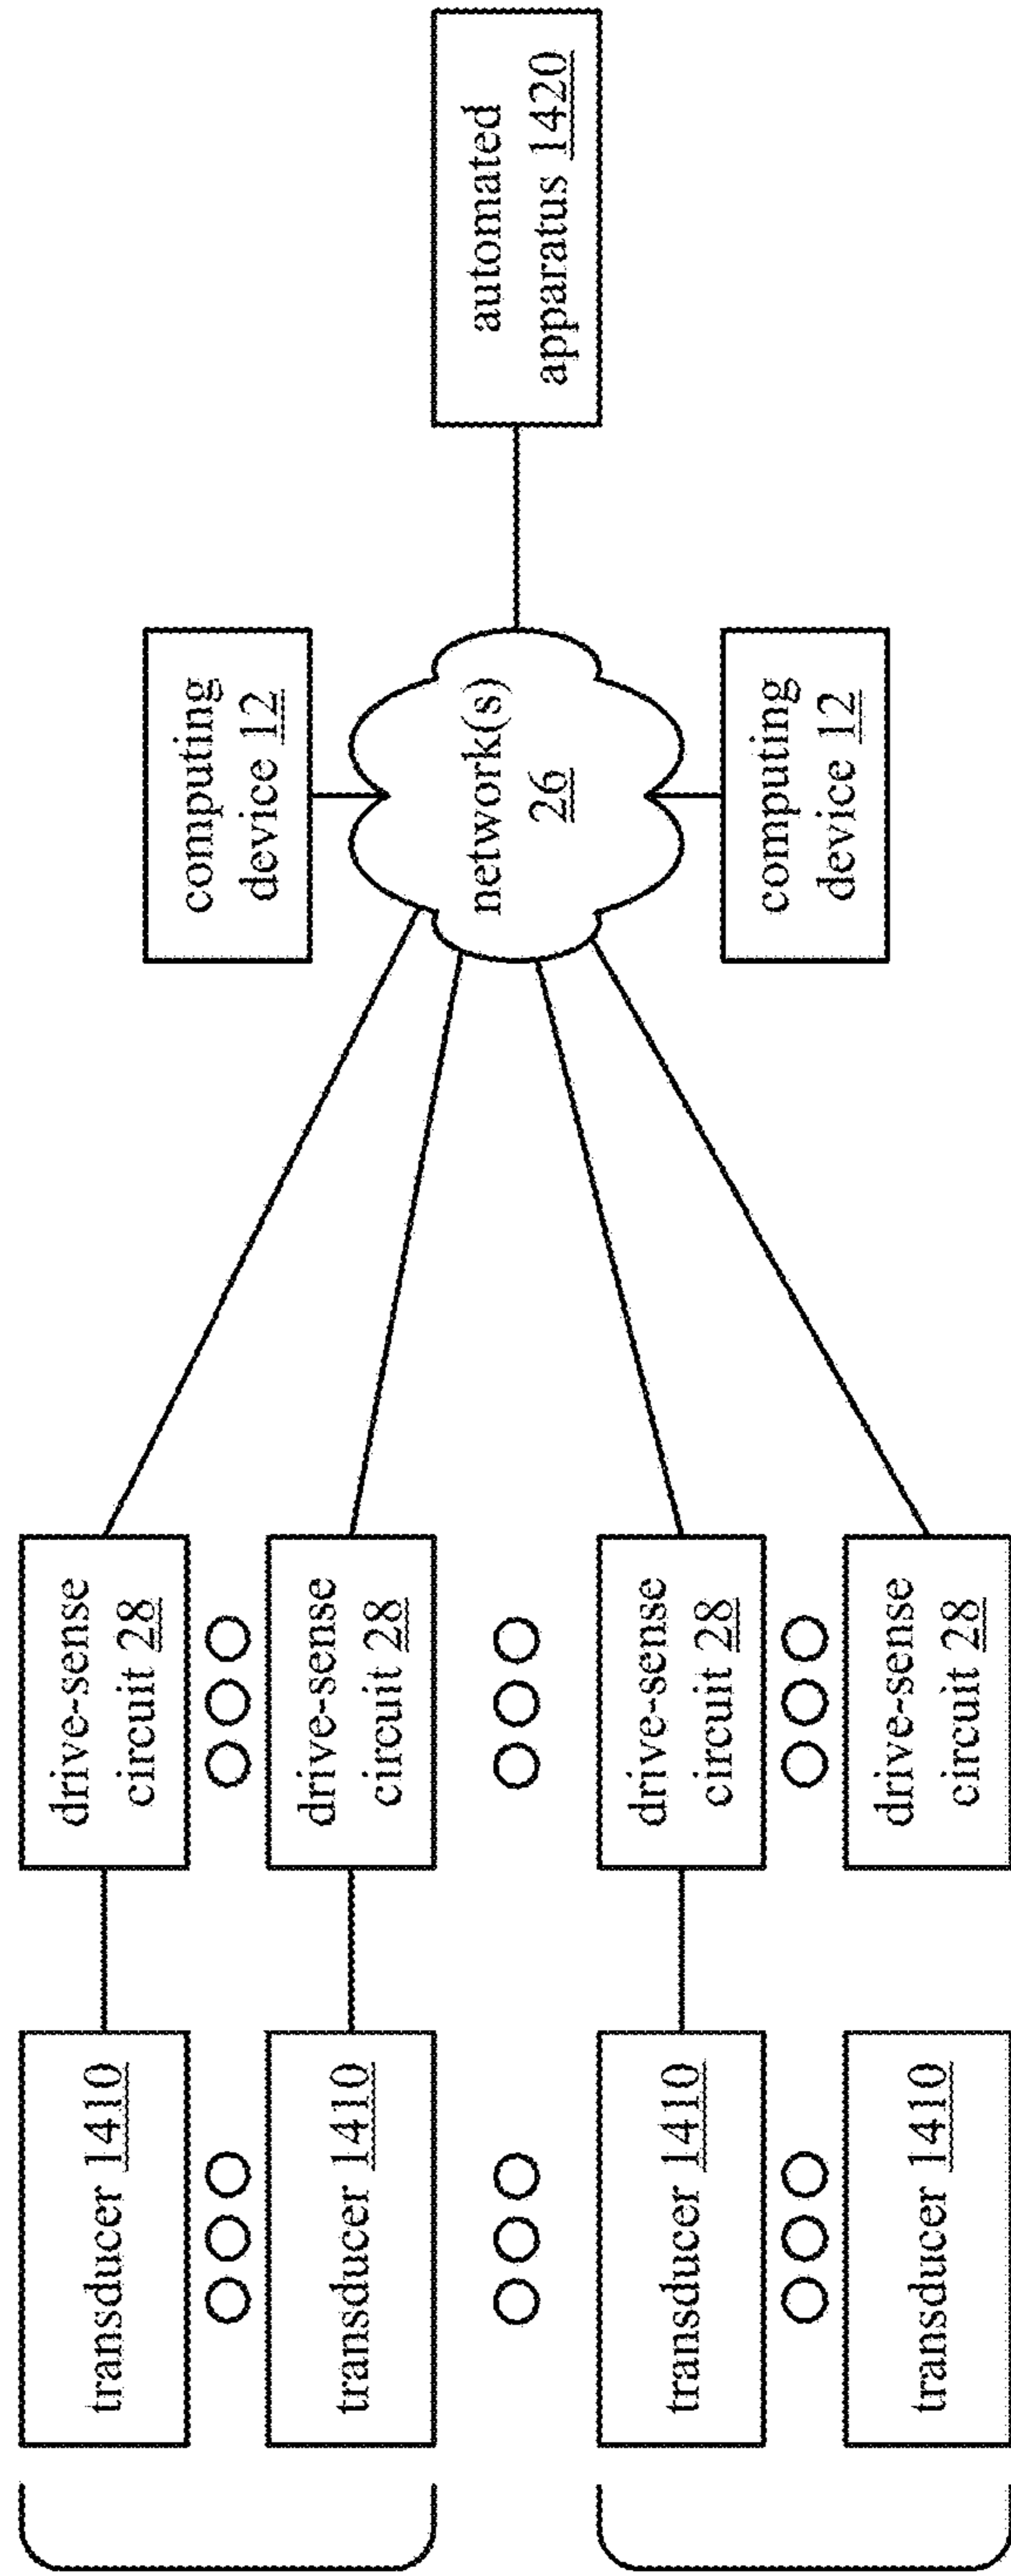 transducer 1410
drive-sense
circuit 28
transducer 1410
drive-sense
circuit 28
transducer 1410
drive-sense
circuit 28
transducer 1410
drive-sense
circuit 28
computing
device 12
network(s)
26
computing
device 12
automated
apparatus 1420